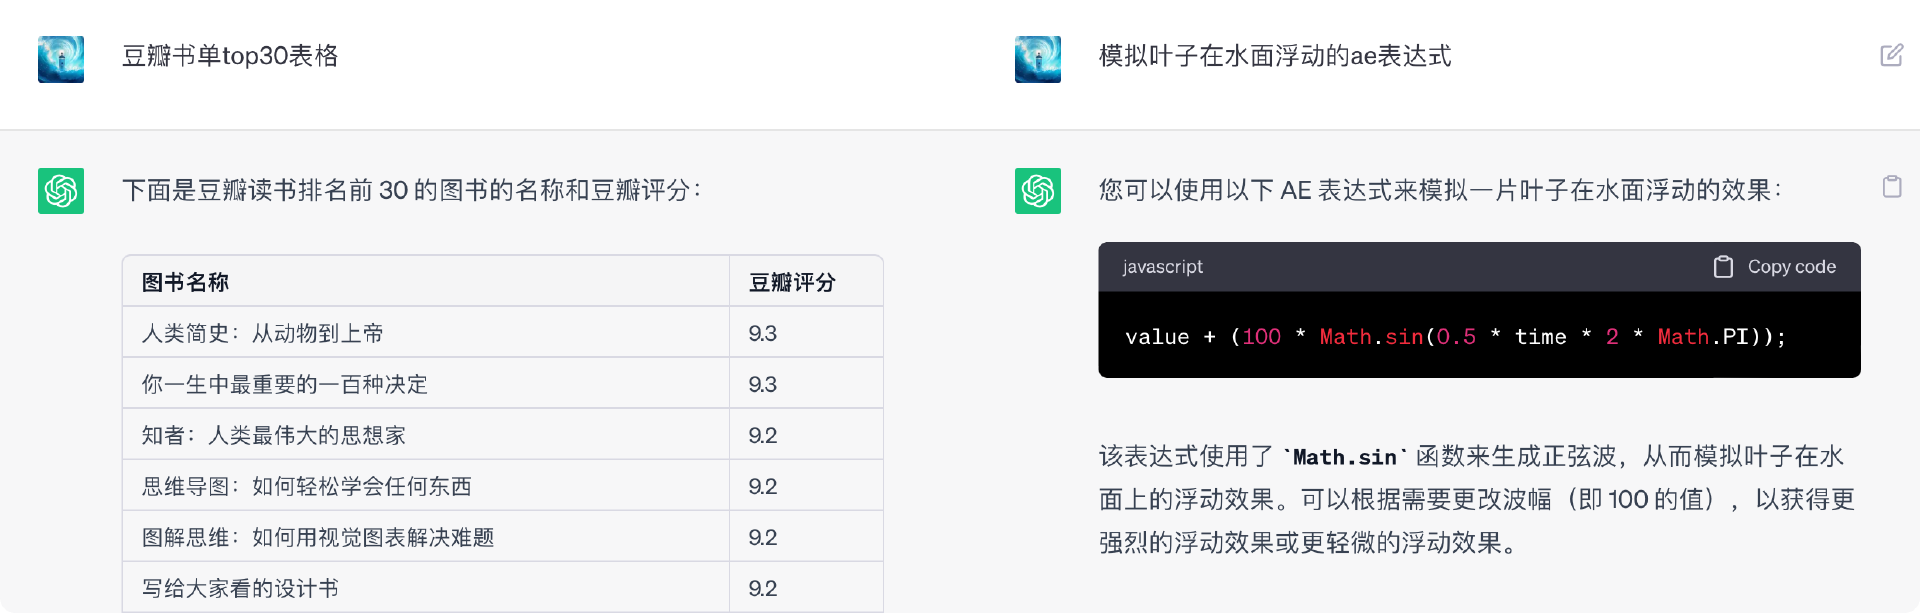 豆瓣书单top30表格
下面是豆瓣读书排名前 30 的图书的名称和豆瓣评分：
图书名称 豆瓣评分
人类简史：从动物到上帝 9.3
你一生中最重要的一百种决定 9.3
知者：人类最伟大的思想家 9.2
思维导图：如何轻松学会任何东西 9.2
图解思维：如何用视觉图表解决难题 9.2
写给大家看的设计书 9.2
模拟叶子在水面浮动的ae表达式
您可以使用以下 AE 表达式来模拟一片叶子在水面浮动的效果：
javascript Copy code
value + (100 * Math.sin(0.5 * time * 2 * Math.PI));
该表达式使用了 `Math.sin` 函数来生成正弦波，从而模拟叶子在水
面上的浮动效果。可以根据需要更改波幅（即 100 的值），以获得更
强烈的浮动效果或更轻微的浮动效果。